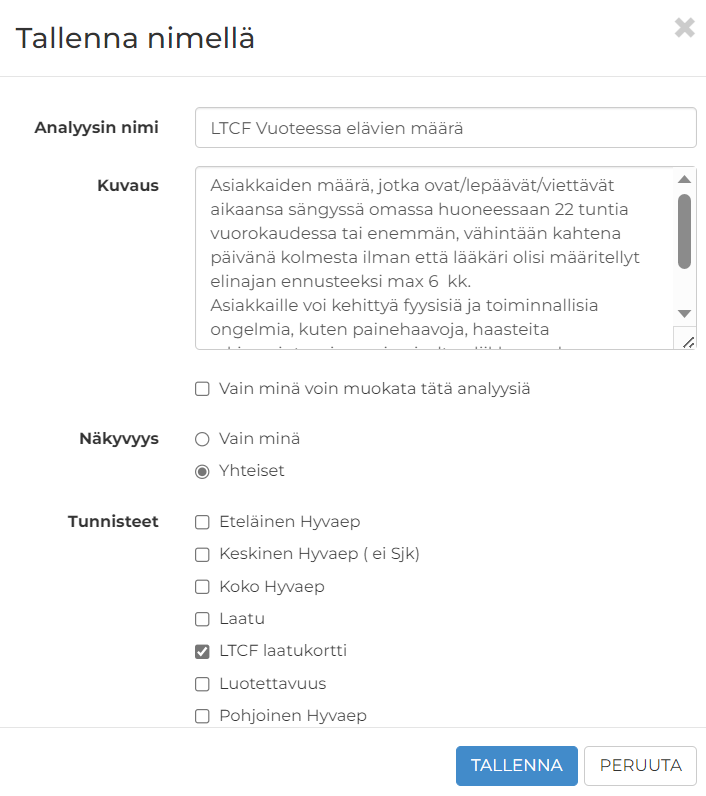 Tallenna nimellä
Analyysin nimi
LTCF Vuoteessa elävien määrä
Kuvaus
Asiakkaiden määrä, jotka ovat/lepäävät/viettävät
aikaansa sängyssä omassa huoneessaan 22 tuntia
vuorokaudessa tai enemmän, vähintään kahtena
päivänä kolmesta ilman että lääkäri olisi määritellyt
elinajan ennusteeksi max 6  kk.
Asiakkaille voi kehittyä fyysisiä ja toiminnallisia
ongelmia, kuten painehaavoja, haasteita
Vain minä voin muokata tätä analyysiä
Näkyvyys
Vain minä
Yhteiset
Tunnisteet
Eteläinen Hyvaep
Keskinen Hyvaep ( ei Sjk)
Koko Hyvaep
Laatu
LTCF laatukortti
Luotettavuus
Pohjoinen Hyvaep
TALLENNA
PERUUTA